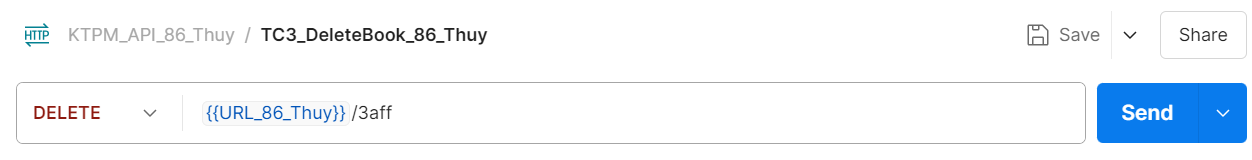 HTTP KTPM_API_86_Thuy / TC3_DeleteBook_86_Thuy Save Share
DELETE {{URL_86_Thuy}} /3aff Send